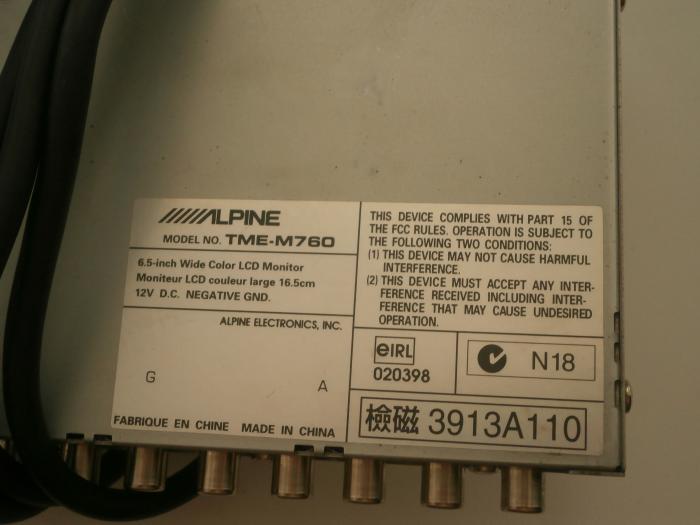 ALPINE
MODEL NO. TME-M760
6.5-inch Wide Color LCD Monitor
Moniteur LCD couleur large 16.5cm
12V D.C. NEGATIVE GND.
ALPINE ELECTRONICS, INC.
G A
FABRIQUE EN CHINE MADE IN CHINA
THIS DEVICE COMPLIES WITH PART 15 OF
THE FCC RULES. OPERATION IS SUBJECT TO
THE FOLLOWING TWO CONDITIONS:
(1) THIS DEVICE MAY NOT CAUSE HARMFUL
INTERFERENCE.
(2) THIS DEVICE MUST ACCEPT ANY INTER-
FERENCE RECEIVED INCLUDING INTER-
FERENCE THAT MAY CAUSE UNDESIRED
OPERATION.
eIRL
020398
N18
檢磁 3913A110